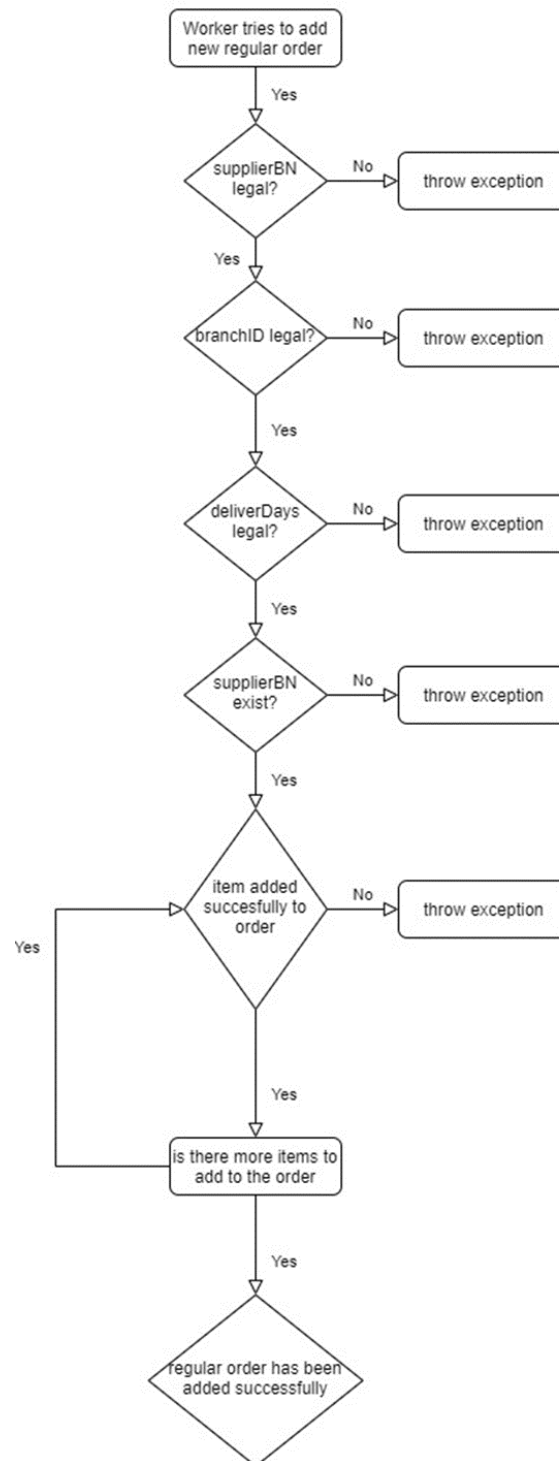 Worker tries to add
new regular order
Yes
supplierBN
legal?
No
throw exception
Yes
branchID legal?
No
throw exception
Yes
deliverDays
legal?
No
throw exception
Yes
supplierBN
exist?
No
throw exception
Yes
item added
succesfully to
order
No
throw exception
Yes
Yes
is there more items to
add to the order
Yes
regular order has been
added successfully